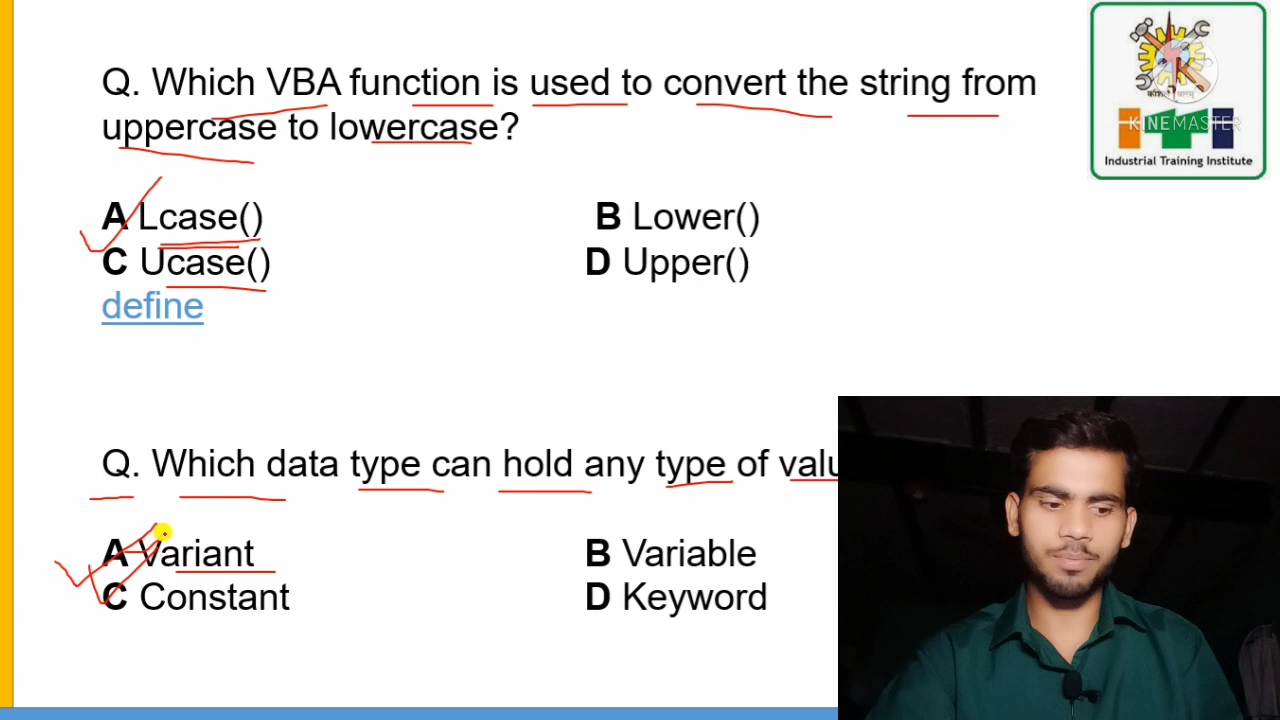 Q. Which VBA function is used to convert the string from
uppercase to lowercase?
A Lcase()
B Lower()
C Ucase()
D Upper()
define
Q. Which data type can hold any type of valu
A Variant
B Variable
C Constant
D Keyword
KINEMASTER
iti
Industrial Training Institute